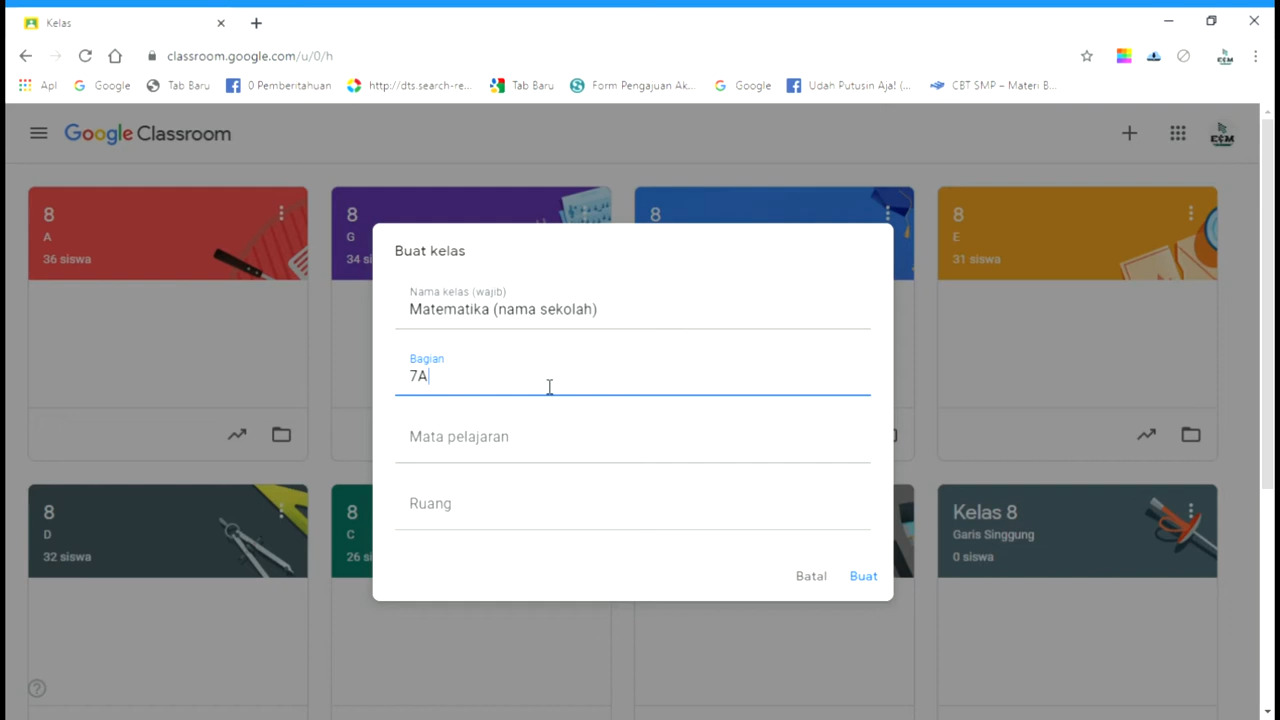 Kelas
classroom.google.com/u/0/h
Apl
Google
Tab Baru
0 Pemberitahuan
http://dts.search-re...
Tab Baru
Form Pengajuan Ak...
Google
Udah Putusin Aja! (...
CBT SMP – Materi B...
Google Classroom
8
A
36 siswa
8
G
34 si
8
8
E
31 siswa
Buat kelas
Nama kelas (wajib)
Matematika (nama sekolah)
Bagian
7A
Mata pelajaran
Ruang
Batal
Buat
8
D
32 siswa
8
C
26 si
Kelas 8
Garis Singgung
0 siswa